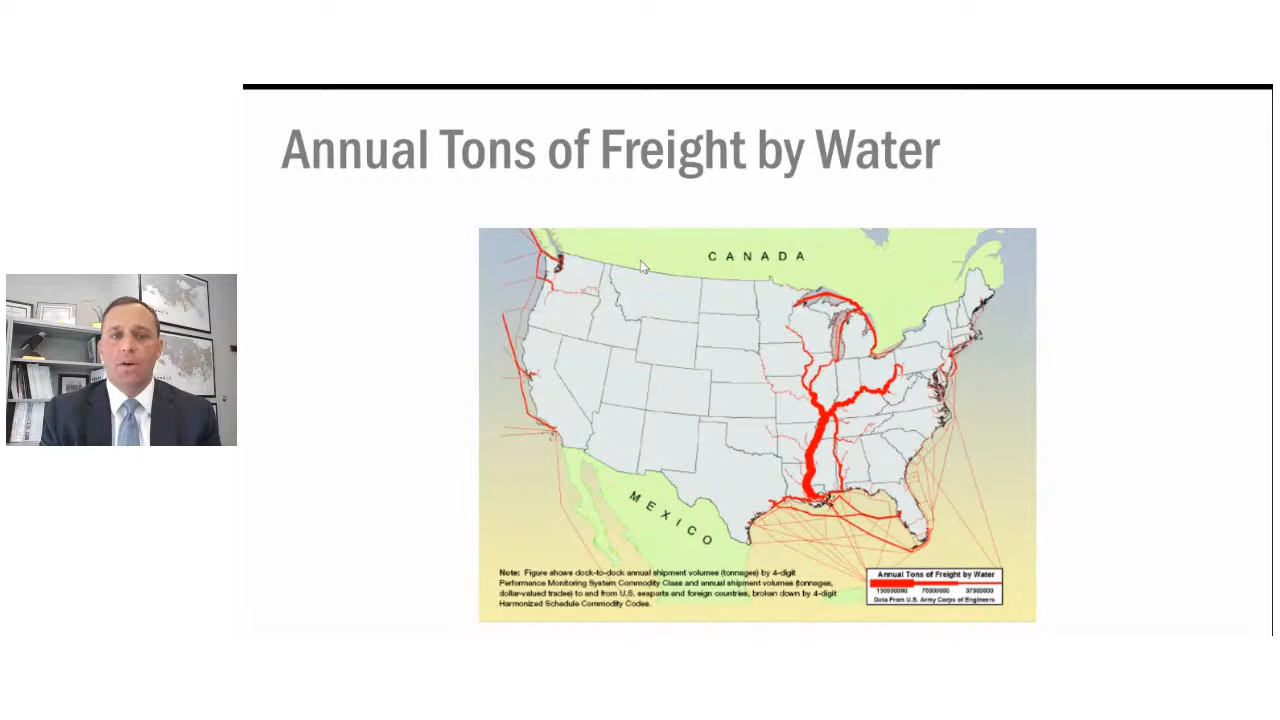 Annual Tons of Freight by Water
CANADA
MEXICO
Note: Figure shows dock-to-dock annual shipment volumes (tonnages) by 4-digit
Performance Monitoring System Commodity Class and annual shipment volumes (tonnages,
dollar-valued trades) to and from U.S. seaports and foreign countries, broken down by 4-digit
Harmonized Schedule Commodity Codes.
Annual Tons of Freight by Water
150000000 75000000 37500000
Data From U.S. Army Corps of Engineers